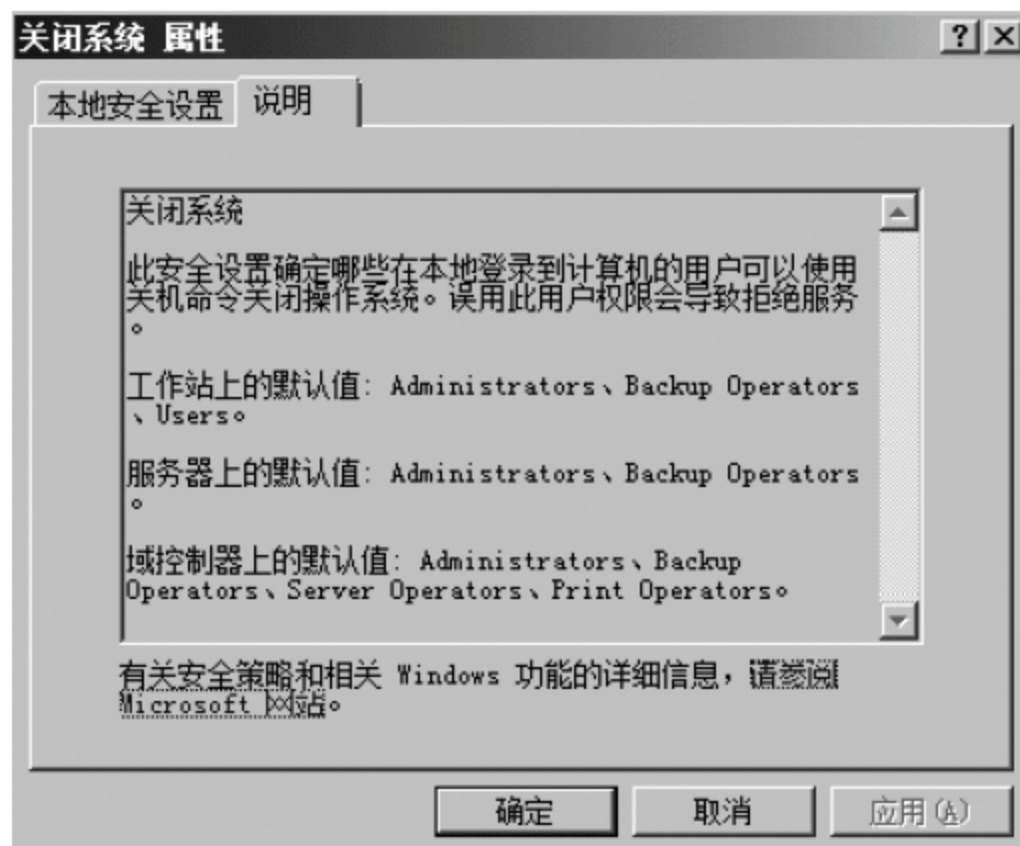 关闭系统 属性
本地安全设置 说明
关闭系统
此安全设置确定哪些在本地登录到计算机的用户可以使用
关机命令关闭操作系统。误用此用户权限会导致拒绝服务
。
工作站上的默认值: Administrators、Backup Operators
、Users。
服务器上的默认值: Administrators、Backup Operators
。
域控制器上的默认值: Administrators、Backup
Operators、Server Operators、Print Operators。
有关安全策略和相关 Windows 功能的详细信息，请参阅
Microsoft 网站。
确定 取消 应用(A)